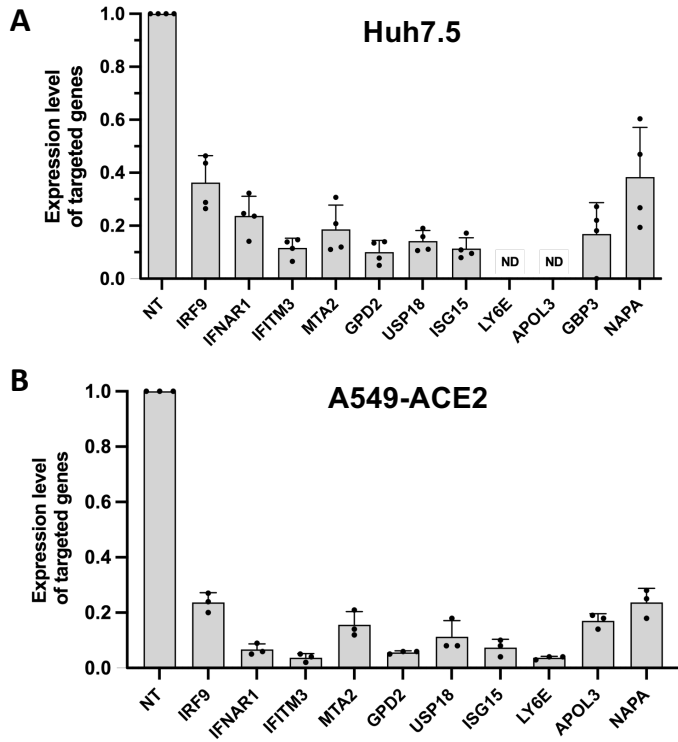 A
Huh7.5
Expression level
of targeted genes
1.0
0.8
0.6
0.4
0.2
0.0
ND
ND
NT
IRF9
IFNAR1
IFITM3
MTA2
GPD2
USP18
ISG15
LY6E
APOL3
GBP3
NAPA
B
A549-ACE2
Expression level
of targeted genes
1.0
0.8
0.6
0.4
0.2
0.0
NT
IRF9
IFNAR1
IFITM3
MTA2
GPD2
USP18
ISG15
LY6E
APOL3
NAPA